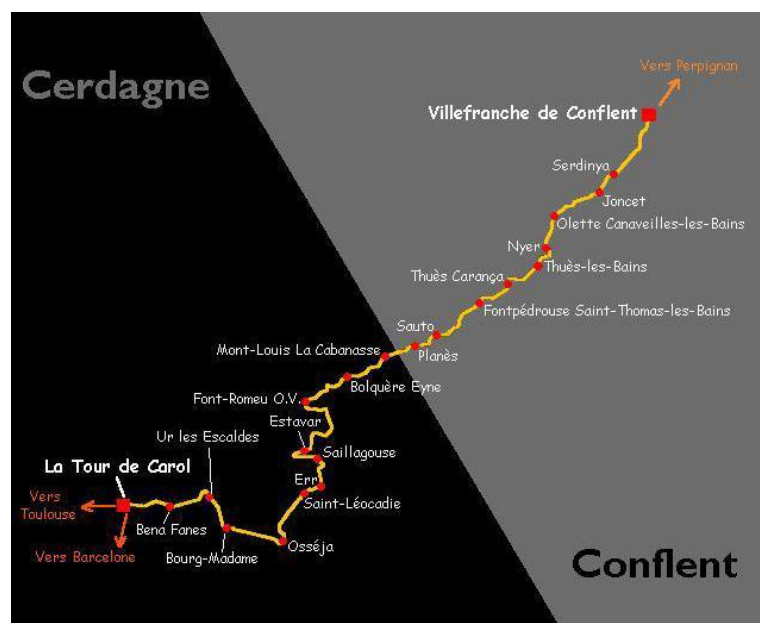 Vers Perpignan
Cerdagne
Villefranche de Conflent
Serdinya
Joncet
Olette Canaveilles-les-Bains
Nyer
Thuès-les-Bains
Thuès Carança
Fontpédrouse Saint-Thomas-les-Bains
Sauto
Planès
Mont-Louis La Cabanasse
Bolquère Eyne
Font-Romeu O.V.
Estavar
Ur les Escaldes
Saillagouse
La Tour de Carol
Err
Vers
Toulouse
Saint-Léocadie
Bena Fanes
Osséja
Vers Barcelone
Bourg-Madame
Conflent